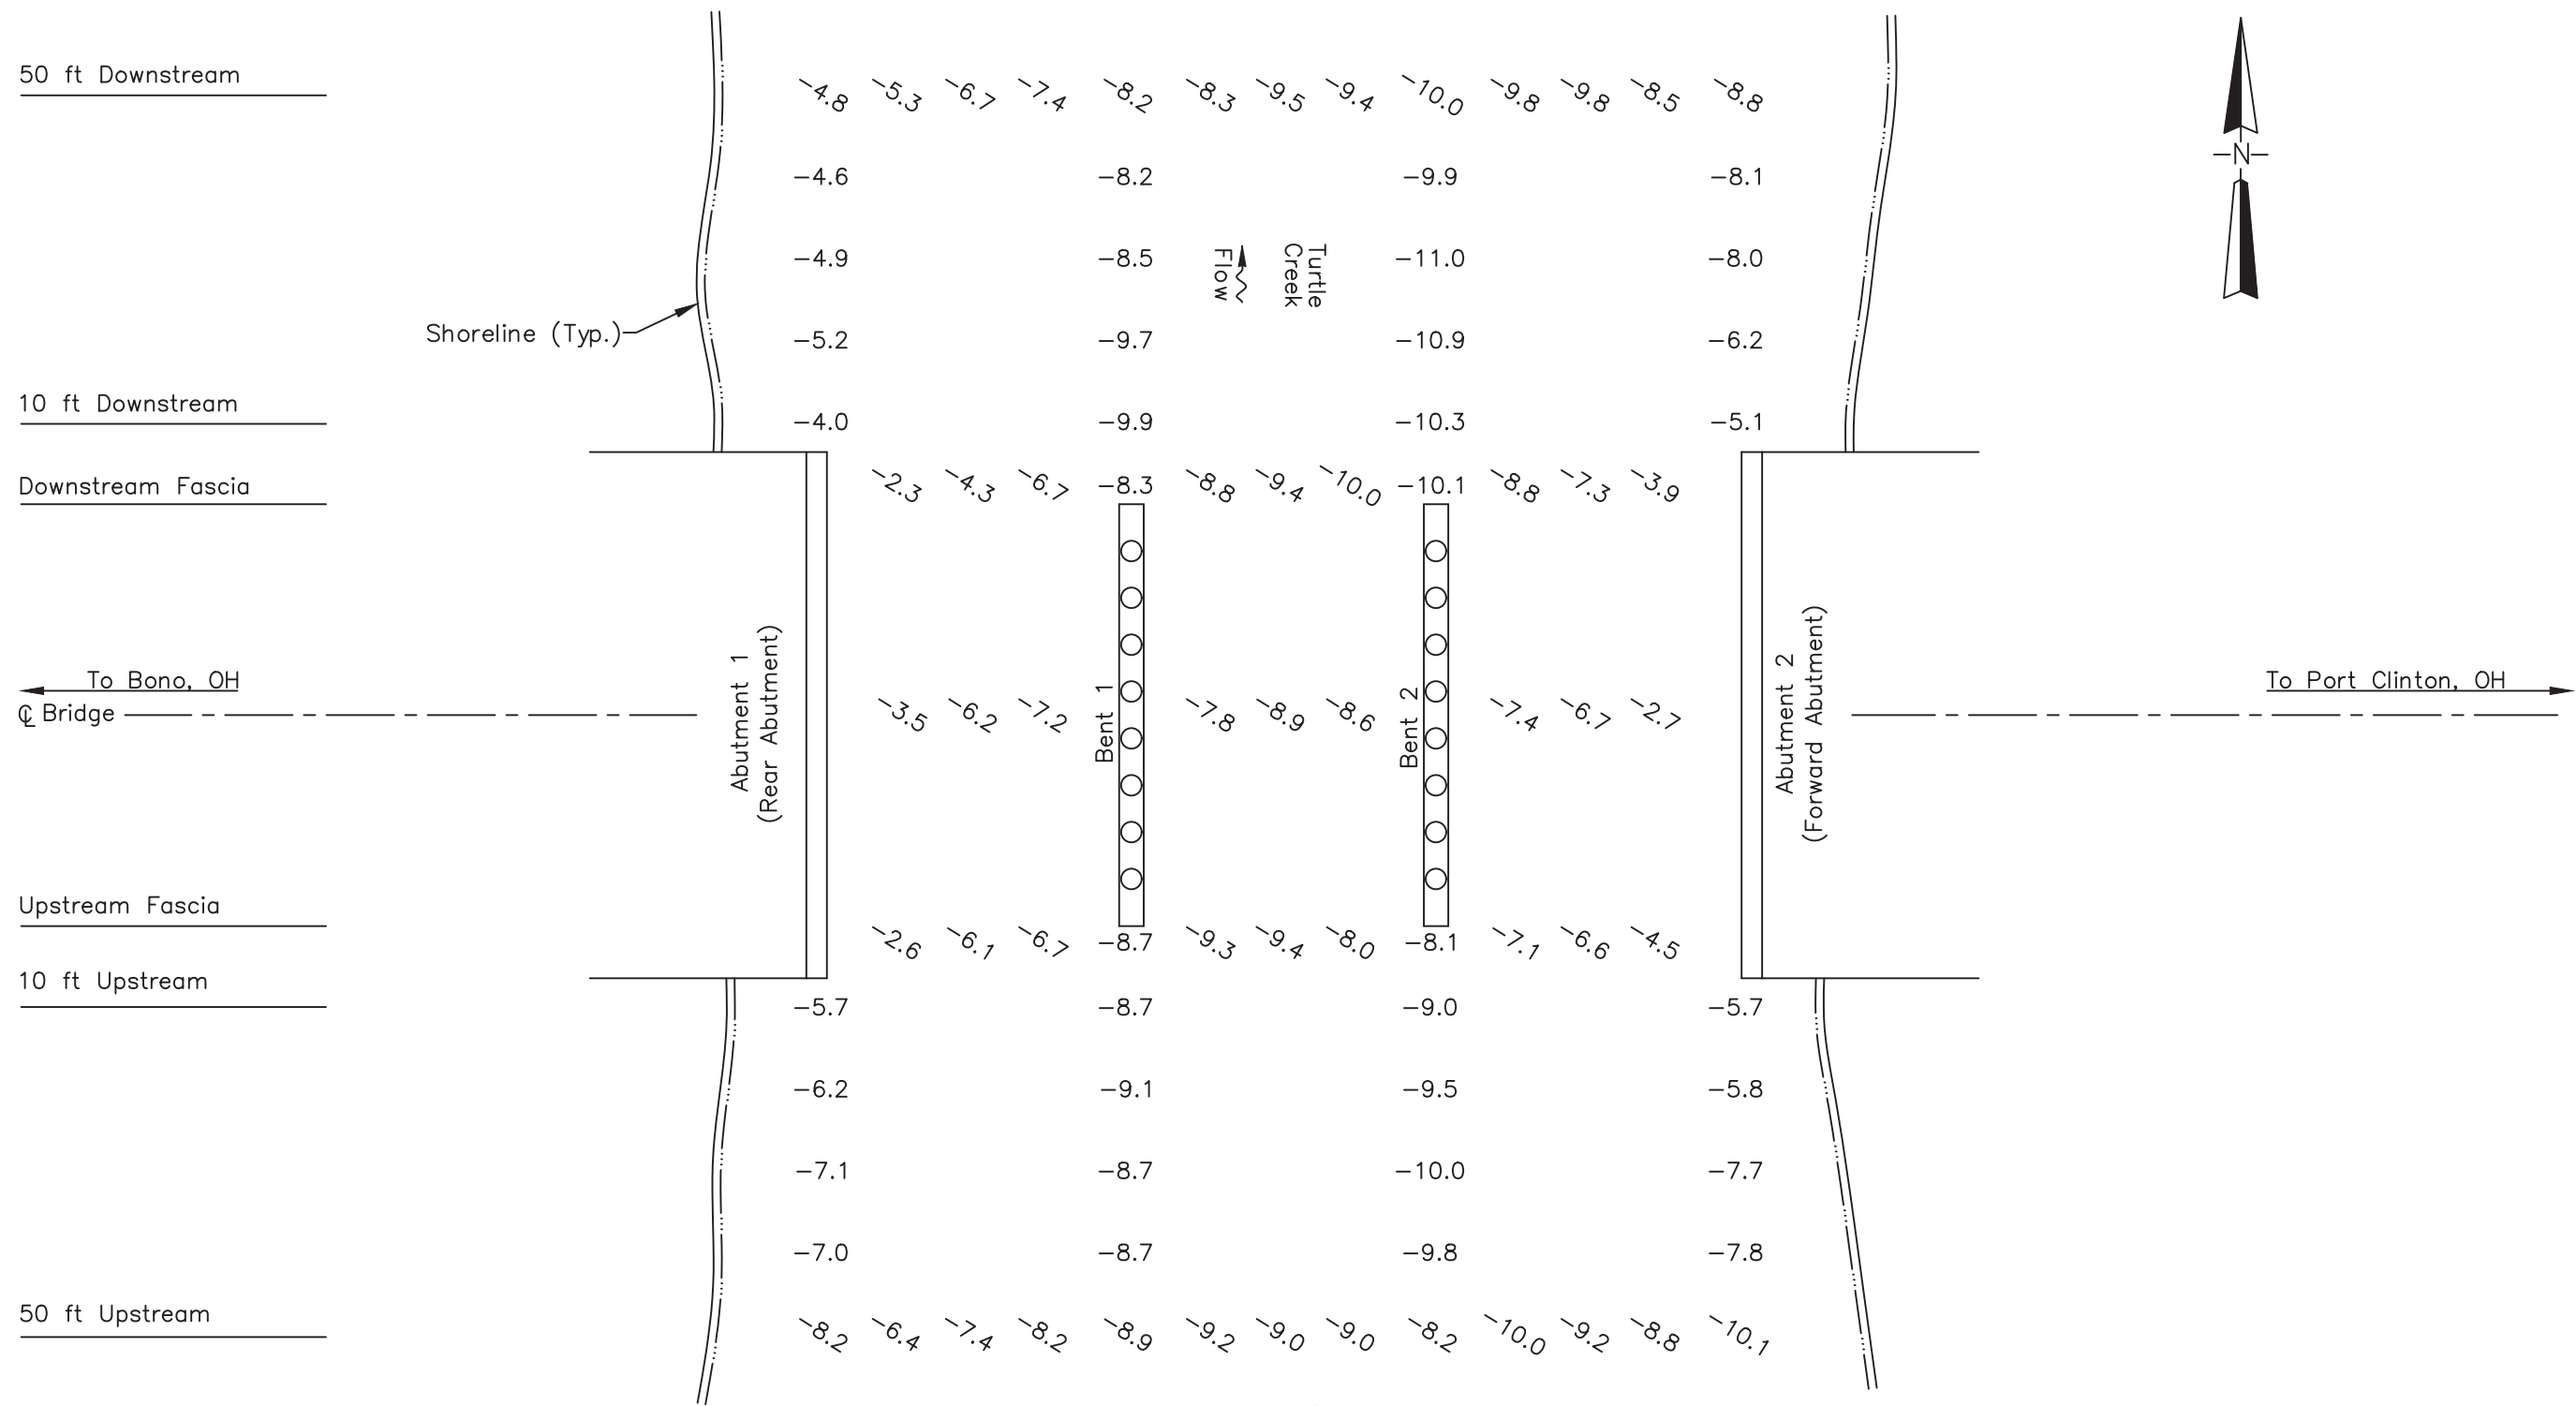 50 ft Downstream
-4.8 -5.3 -6.7 -7.4 -8.2 -8.3 -9.5 -9.4 -10.0 -9.8 -9.8 -8.5 -8.8
-4.6 -8.2 -9.9 -8.1
N
-4.9 -8.5 -11.0 -8.0
Turtle
Creek
Flow
Shoreline (Typ.)
-5.2 -9.7 -10.9 -6.2
10 ft Downstream
-4.0 -9.9 -10.3 -5.1
Downstream Fascia
-2.3 -4.3 -6.7 -8.3 -8.8 -9.4 -10.0 -10.1 -8.8 -7.3 -3.9
To Bono, OH
To Port Clinton, OH
℄ Bridge
Abutment 1
(Rear Abutment)
-3.5 -6.2 -7.2 -7.8 -8.9 -8.6 -7.4 -6.7 -2.7
Bent 1
Bent 2
Abutment 2
(Forward Abutment)
Upstream Fascia
-2.6 -6.1 -6.7 -8.7 -9.3 -9.4 -8.0 -8.1 -7.1 -6.6 -4.5
10 ft Upstream
-5.7 -8.7 -9.0 -5.7
-6.2 -9.1 -9.5 -5.8
-7.1 -8.7 -10.0 -7.7
-7.0 -8.7 -9.8 -7.8
50 ft Upstream
-8.2 -6.4 -7.4 -8.2 -8.9 -9.2 -9.0 -9.0 -8.2 -10.0 -9.2 -8.8 -10.1